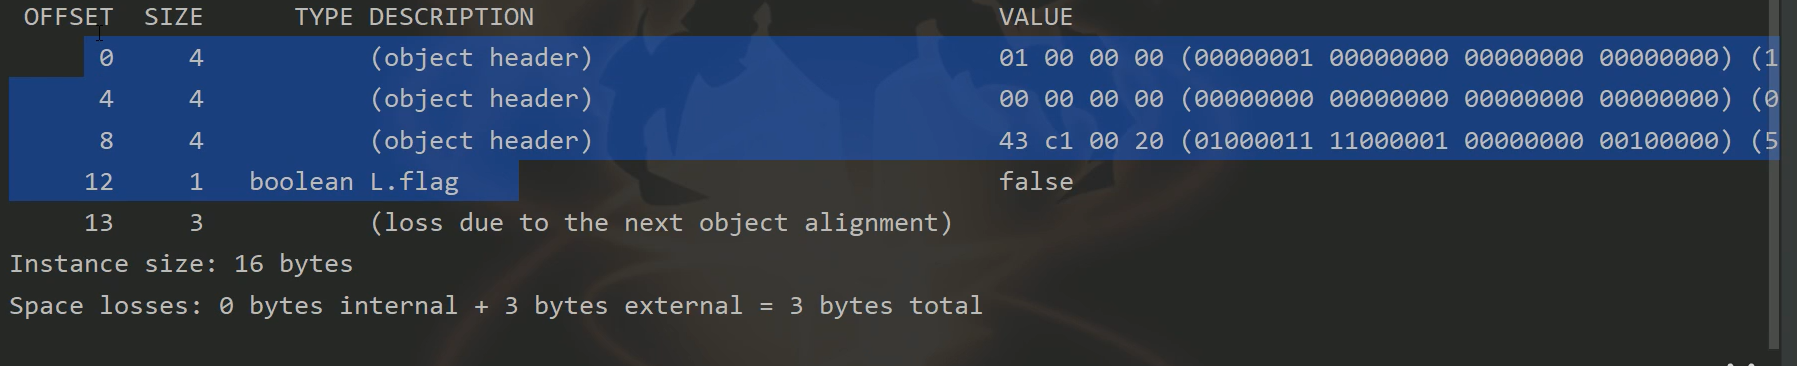 OFFSET  SIZE      TYPE DESCRIPTION                               VALUE
0     4           (object header)                           01 00 00 00 (00000001 00000000 00000000 00000000) (1
4     4           (object header)                           00 00 00 00 (00000000 00000000 00000000 00000000) (0
8     4           (object header)                           43 c1 00 20 (01000011 11000001 00000000 00100000) (5
12     1   boolean L.flag                                    false
13     3           (loss due to the next object alignment)
Instance size: 16 bytes
Space losses: 0 bytes internal + 3 bytes external = 3 bytes total